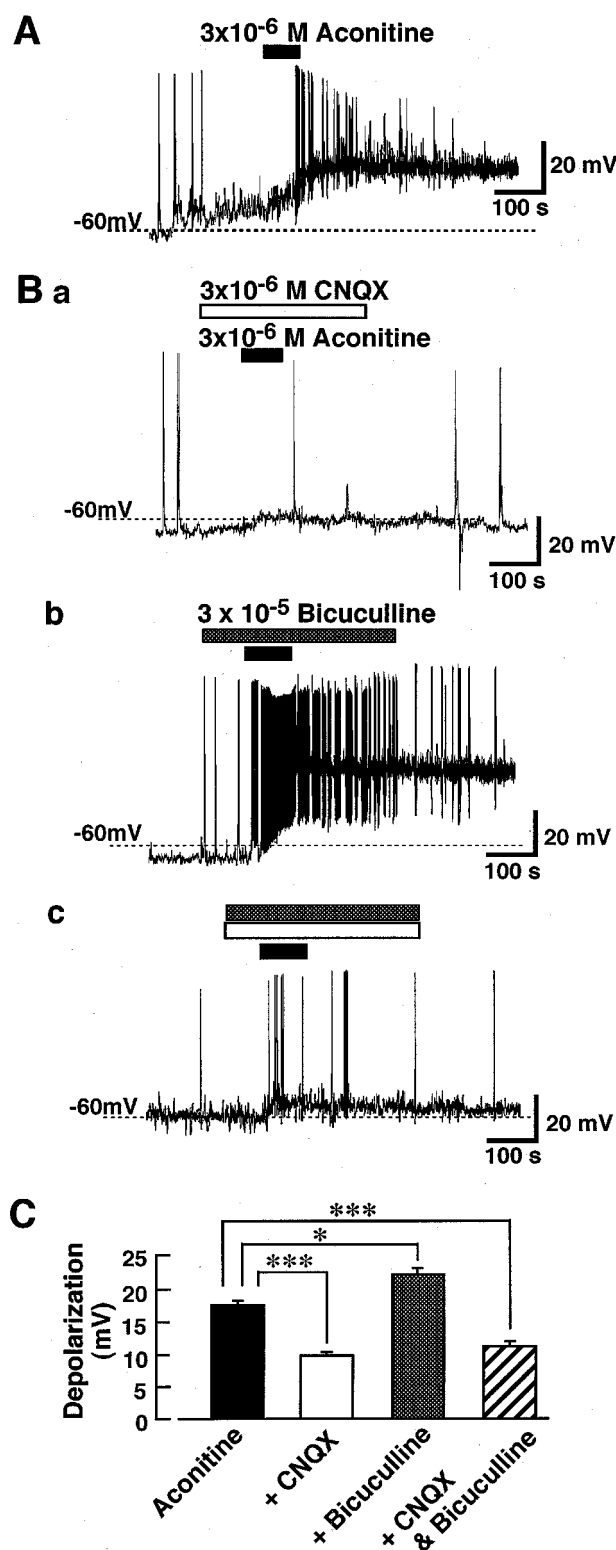 A
3x10⁻⁶ M Aconitine
20 mV
100 s
-60mV
B a
3x10⁻⁶ M CNQX
3x10⁻⁶ M Aconitine
-60mV
20 mV
100 s
b
3 x 10⁻⁵ Bicuculline
-60mV
20 mV
100 s
c
-60mV
20 mV
100 s
C
***
*
***
Depolarization
(mV)
25
20
15
10
5
0
Aconitine
+ CNQX
+ Bicuculline
+ CNQX
& Bicuculline